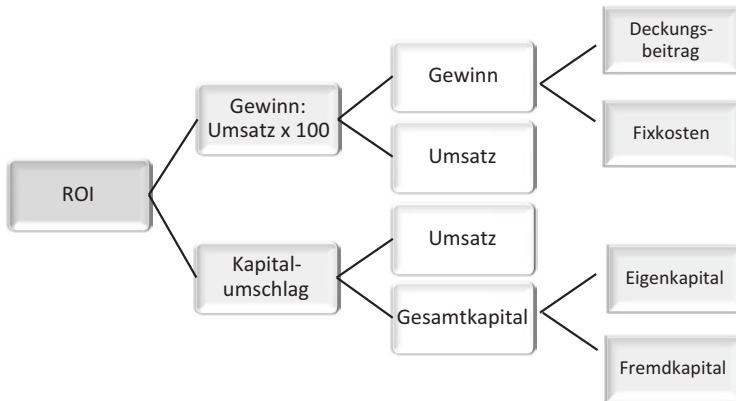 ROI
Gewinn:
Umsatz x 100
Kapital-
umschlag
Gewinn
Umsatz
Umsatz
Gesamtkapital
Deckungs-
beitrag
Fixkosten
Eigenkapital
Fremdkapital